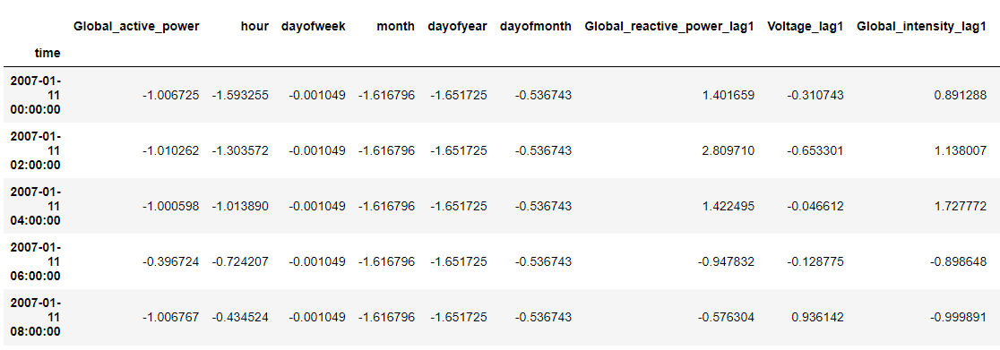 Global_active_power hour dayofweek month dayofyear dayofmonth Global_reactive_power_lag1 Voltage_lag1 Global_intensity_lag1
time
2007-01-
11
00:00:00 -1.006725 -1.593255 -0.001049 -1.616796 -1.651725 -0.536743 1.401659 -0.310743 0.891288
2007-01-
11
02:00:00 -1.010262 -1.303572 -0.001049 -1.616796 -1.651725 -0.536743 2.809710 -0.653301 1.138007
2007-01-
11
04:00:00 -1.000598 -1.013890 -0.001049 -1.616796 -1.651725 -0.536743 1.422495 -0.046612 1.727772
2007-01-
11
06:00:00 -0.396724 -0.724207 -0.001049 -1.616796 -1.651725 -0.536743 -0.947832 -0.128775 -0.898648
2007-01-
11
08:00:00 -1.006767 -0.434524 -0.001049 -1.616796 -1.651725 -0.536743 -0.576304 0.936142 -0.999891